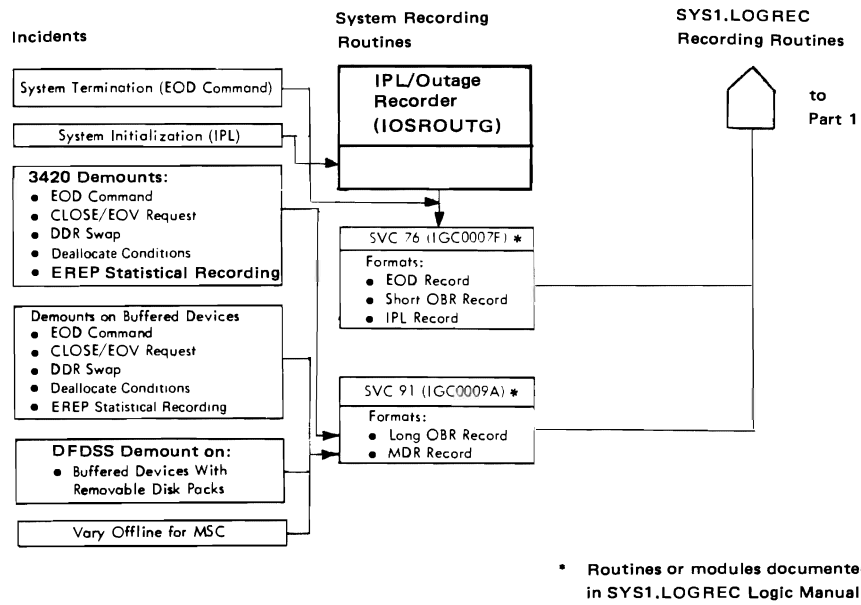 Incidents
System Recording
Routines
SYS1.LOGREC
Recording Routines
System Termination (EOD Command)
System Initialization (IPL)
3420 Demounts:
● EOD Command
● CLOSE/EOV Request
● DDR Swap
● Deallocate Conditions
● EREP Statistical Recording
Demounts on Buffered Devices
● EOD Command
● CLOSE/EOV Request
● DDR Swap
● Deallocate Conditions
● EREP Statistical Recording
DFDSS Demount on:
● Buffered Devices With
Removable Disk Packs
Vary Offline for MSC
IPL/Outage
Recorder
(IOSROUTG)
SVC 76 (IGC0007F) *
Formats:
● EOD Record
● Short OBR Record
● IPL Record
SVC 91 (IGC0009A) *
Formats:
● Long OBR Record
● MDR Record
to
Part 1
* Routines or modules documente
in SYS1.LOGREC Logic Manual